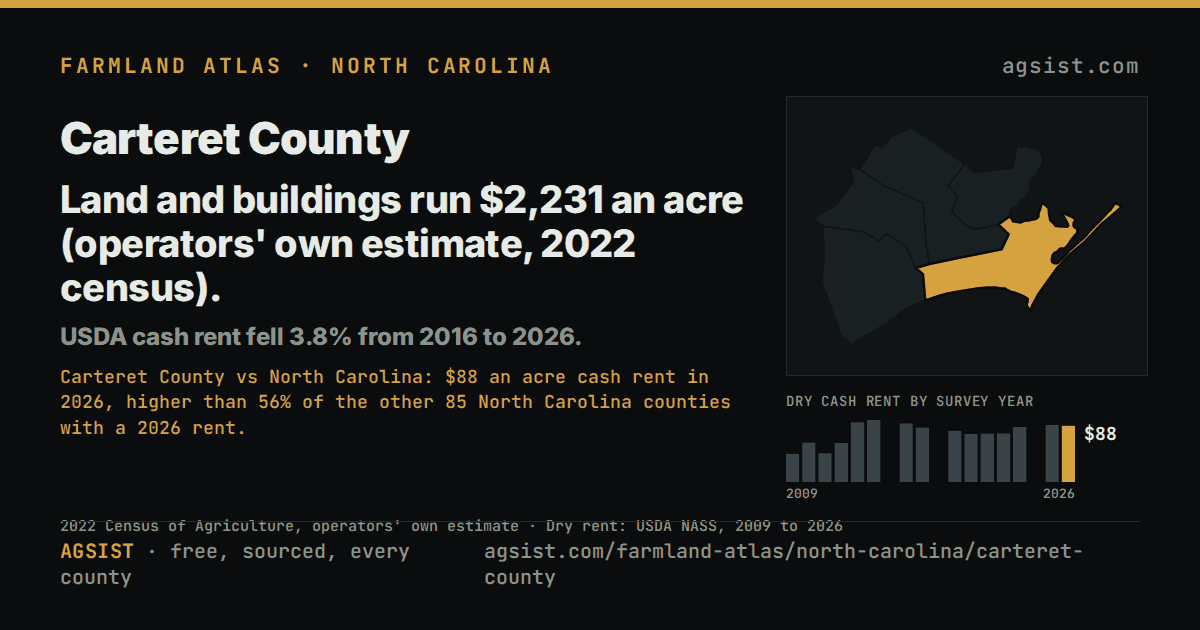 FARMLAND ATLAS · NORTH CAROLINA
agsist.com
Carteret County
Land and buildings run $2,231 an acre
(operators' own estimate, 2022
census).
USDA cash rent fell 3.8% from 2016 to 2026.
Carteret County vs North Carolina: $88 an acre cash rent in
2026, higher than 56% of the other 85 North Carolina counties
with a 2026 rent.
DRY CASH RENT BY SURVEY YEAR
$88
2009
2026
2022 Census of Agriculture, operators' own estimate · Dry rent: USDA NASS, 2009 to 2026
AGSIST · free, sourced, every
county
agsist.com/farmland-atlas/north-carolina/carteret-
county